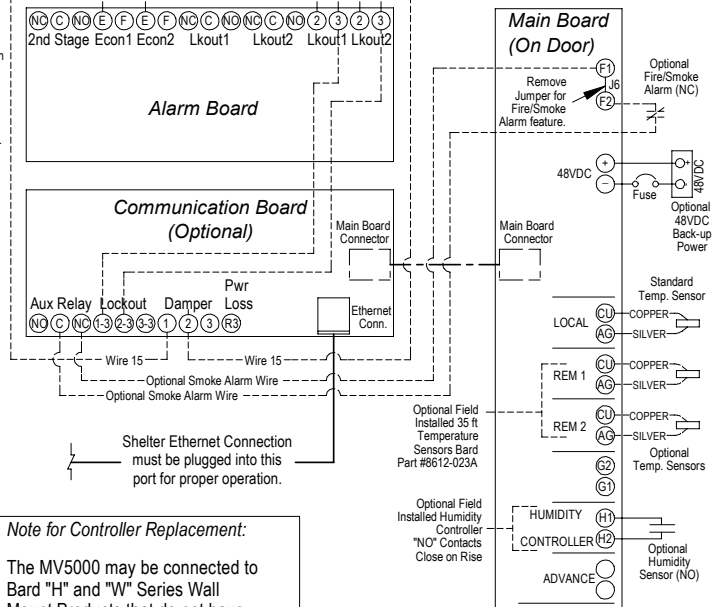 NC C NO E F E F NC C NO NC C NO 2 3 2 3
2nd Stage Econ1 Econ2 Lkout1 Lkout2 Lkout1 Lkout2
Alarm Board
Communication Board
(Optional)
Main Board
Connector
Aux Relay Lockout Damper Pwr
Loss
NO C NC 1-3 2-3 3-3 1 2 3 R3
Ethernet
Conn.
Wire 15 Wire 15
Optional Smoke Alarm Wire
Optional Smoke Alarm Wire
Shelter Ethernet Connection
must be plugged into this
port for proper operation.
Note for Controller Replacement:
The MV5000 may be connected to
Bard "H" and "W" Series Wall
Mount Products that do not have
Main Board
(On Door)
F1
J6
F2
Remove
Jumper for
Fire/Smoke
Alarm feature.
Optional
Fire/Smoke
Alarm (NC)
48VDC
+
–
Fuse
+
-
48VDC
Optional
48VDC
Back-up
Power
Main Board
Connector
Standard
Temp. Sensor
LOCAL
CU COPPER
AG SILVER
REM 1
CU COPPER
AG SILVER
REM 2
CU COPPER
AG SILVER
Optional Field
Installed 35 ft
Temperature
Sensors Bard
Part #8612-023A
Optional
Temp. Sensors
G2
G1
Optional Field
Installed Humidity
Controller
"NO" Contacts
Close on Rise
HUMIDITY H1
CONTROLLER H2
Optional
Humidity
Sensor (NO)
ADVANCE